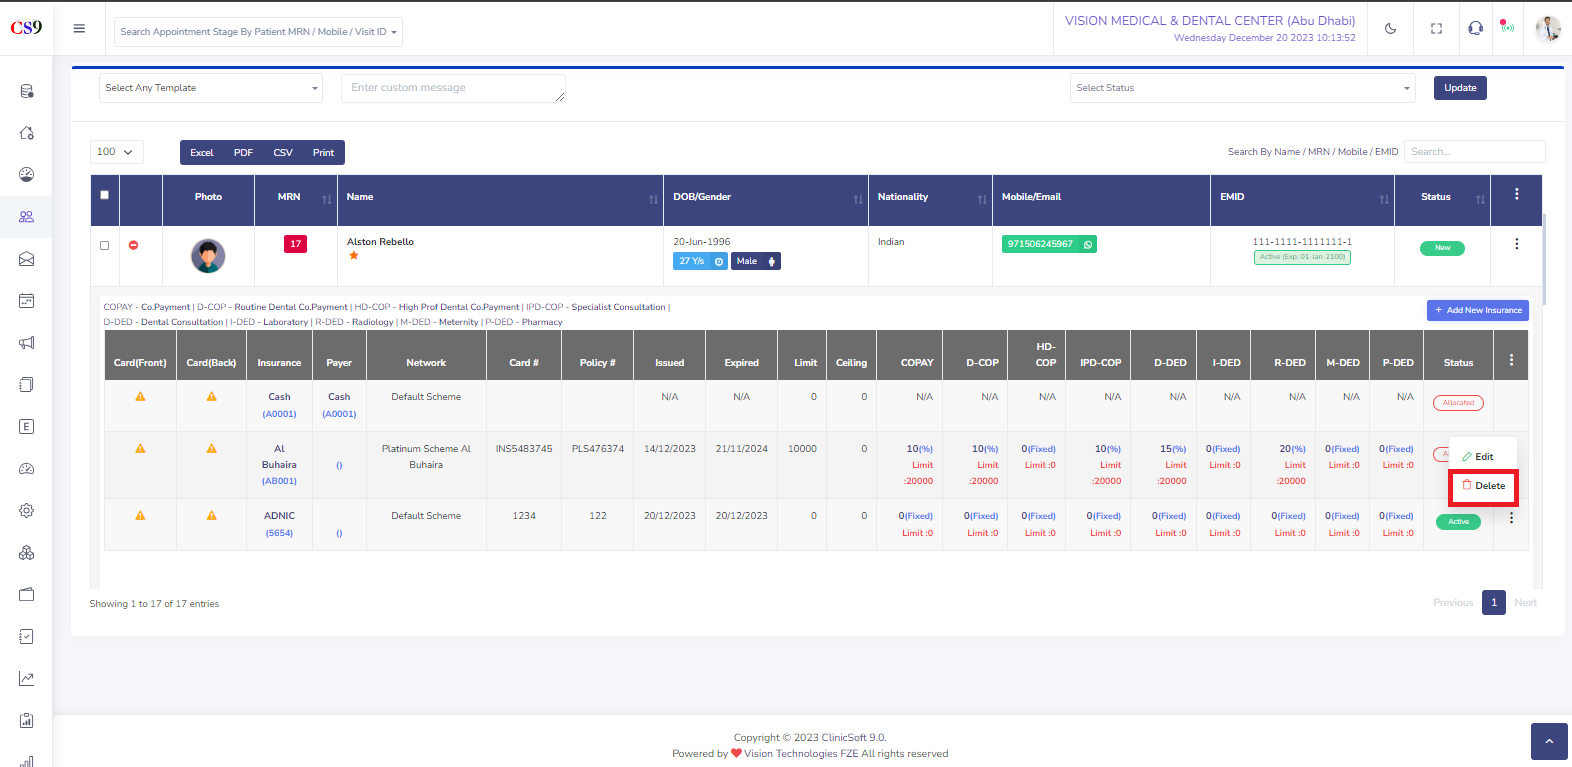 CS9
Search Appointment Stage By Patient MRN / Mobile / Visit ID
VISION MEDICAL & DENTAL CENTER (Abu Dhabi)
Wednesday December 20 2023 10:13:52
Select Any Template
Enter custom message
Select Status
Update
100
Excel PDF CSV Print
Search By Name / MRN / Mobile / EMID Search...
Photo MRN Name DOB/Gender Nationality Mobile/Email EMID Status
17 Alston Rebello 20-Jun-1996 Indian 971506245967 111-1111-1111111-1 New
27 Y/s Male Active (Exp: 01-Jan-2100)
COPAY - Co.Payment | D-COP - Routine Dental Co.Payment | HD-COP - High Prof Dental Co.Payment | IPD-COP - Specialist Consultation |
D-DED - Dental Consultation | I-DED - Laboratory | R-DED - Radiology | M-DED - Meternity | P-DED - Pharmacy
+ Add New Insurance
Card(Front) Card(Back) Insurance Payer Network Card # Policy # Issued Expired Limit Ceiling COPAY D-COP HD-COP IPD-COP D-DED I-DED R-DED M-DED P-DED Status
Cash Cash Default Scheme N/A N/A 0 0 N/A N/A N/A N/A N/A N/A N/A N/A N/A Allocated
(A0001) (A0001)
Al Platinum Scheme Al INS5483745 PLS476374 14/12/2023 21/11/2024 10000 0 10(%) 10(%) 0(Fixed) 10(%) 15(%) 0(Fixed) 20(%) 0(Fixed) 0(Fixed) A
Buhaira () Buhaira Limit Limit Limit :0 Limit Limit Limit :0 Limit Limit :0 Limit :0
(AB001) :20000 :20000 :20000 :20000 :20000
Edit
Delete
ADNIC Default Scheme 1234 122 20/12/2023 20/12/2023 0 0 0(Fixed) 0(Fixed) 0(Fixed) 0(Fixed) 0(Fixed) 0(Fixed) 0(Fixed) 0(Fixed) 0(Fixed) Active
(5654) () Limit :0 Limit :0 Limit :0 Limit :0 Limit :0 Limit :0 Limit :0 Limit :0 Limit :0
Showing 1 to 17 of 17 entries
Previous 1 Next
Copyright © 2023 ClinicSoft 9.0.
Powered by ❤ Vision Technologies FZE All rights reserved